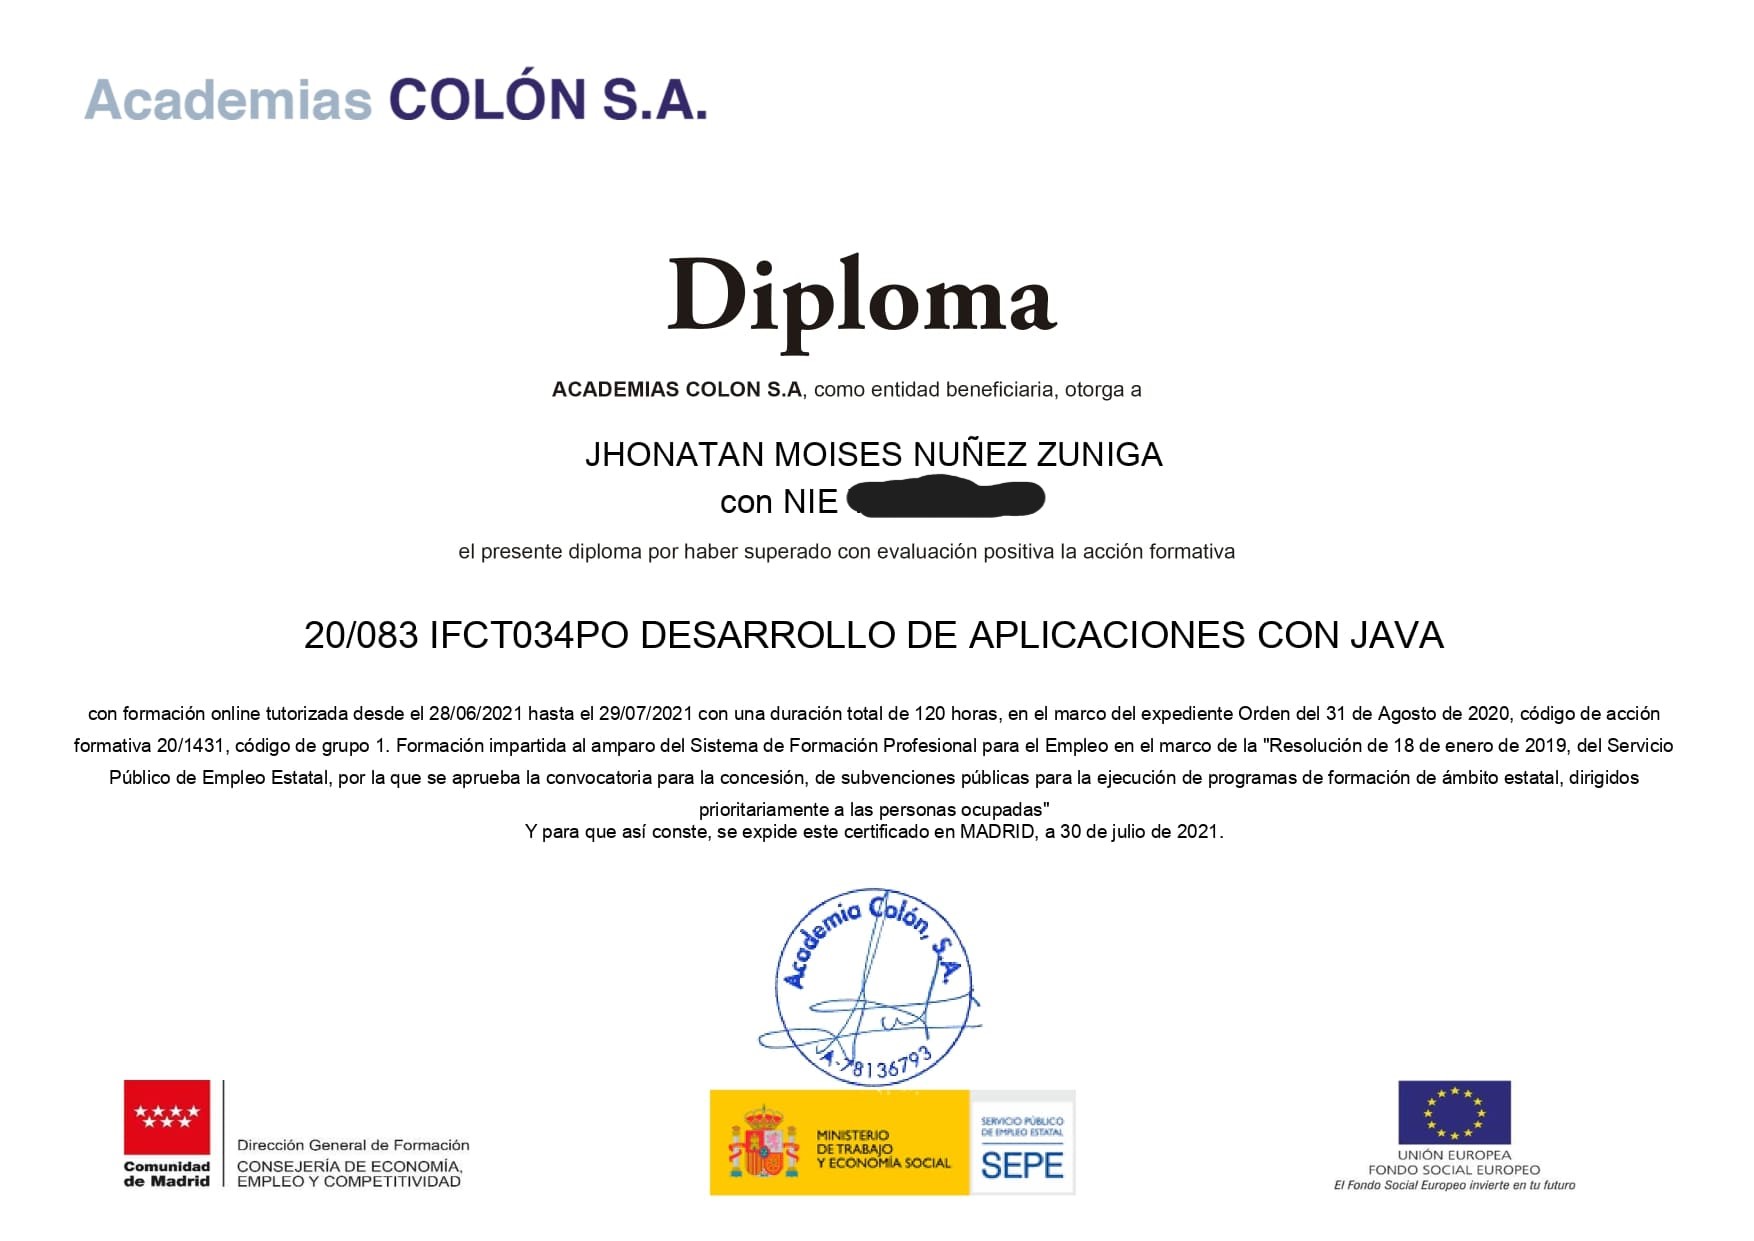 Academias COLÓN S.A.
Diploma
ACADEMIAS COLON S.A, como entidad beneficiaria, otorga a
JHONATAN MOISES NUÑEZ ZUNIGA
con NIE
el presente diploma por haber superado con evaluación positiva la acción formativa
20/083 IFCT034PO DESARROLLO DE APLICACIONES CON JAVA
con formación online tutorizada desde el 28/06/2021 hasta el 29/07/2021 con una duración total de 120 horas, en el marco del expediente Orden del 31 de Agosto de 2020, código de acción
formativa 20/1431, código de grupo 1. Formación impartida al amparo del Sistema de Formación Profesional para el Empleo en el marco de la "Resolución de 18 de enero de 2019, del Servicio
Público de Empleo Estatal, por la que se aprueba la convocatoria para la concesión, de subvenciones públicas para la ejecución de programas de formación de ámbito estatal, dirigidos
prioritariamente a las personas ocupadas"
Y para que así conste, se expide este certificado en MADRID, a 30 de julio de 2021.
Academia Colón, S.A.
A-78136793
Comunidad
de Madrid
Dirección General de Formación
CONSEJERÍA DE ECONOMÍA,
EMPLEO Y COMPETITIVIDAD
MINISTERIO
DE TRABAJO
Y ECONOMÍA SOCIAL
SERVICIO PÚBLICO
DE EMPLEO ESTATAL
SEPE
UNIÓN EUROPEA
FONDO SOCIAL EUROPEO
El Fondo Social Europeo invierte en tu futuro